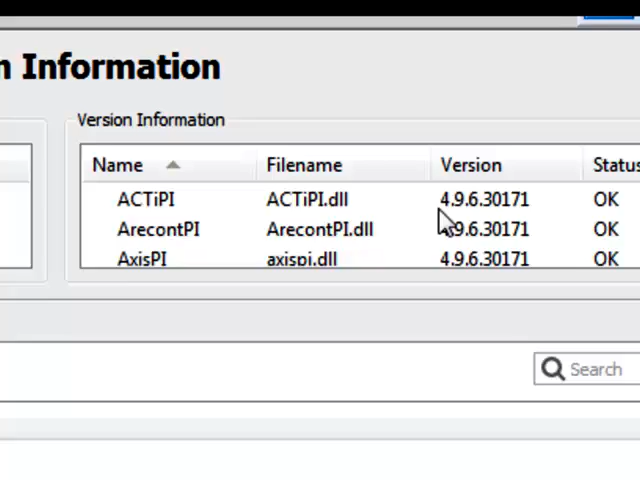 n Information
Version Information
Name Filename Version Status
ACTiPI ACTiPI.dll 4.9.6.30171 OK
ArecontPI ArecontPI.dll 4.9.6.30171 OK
AxisPI axispi.dll 4.9.6.30171 OK
Search